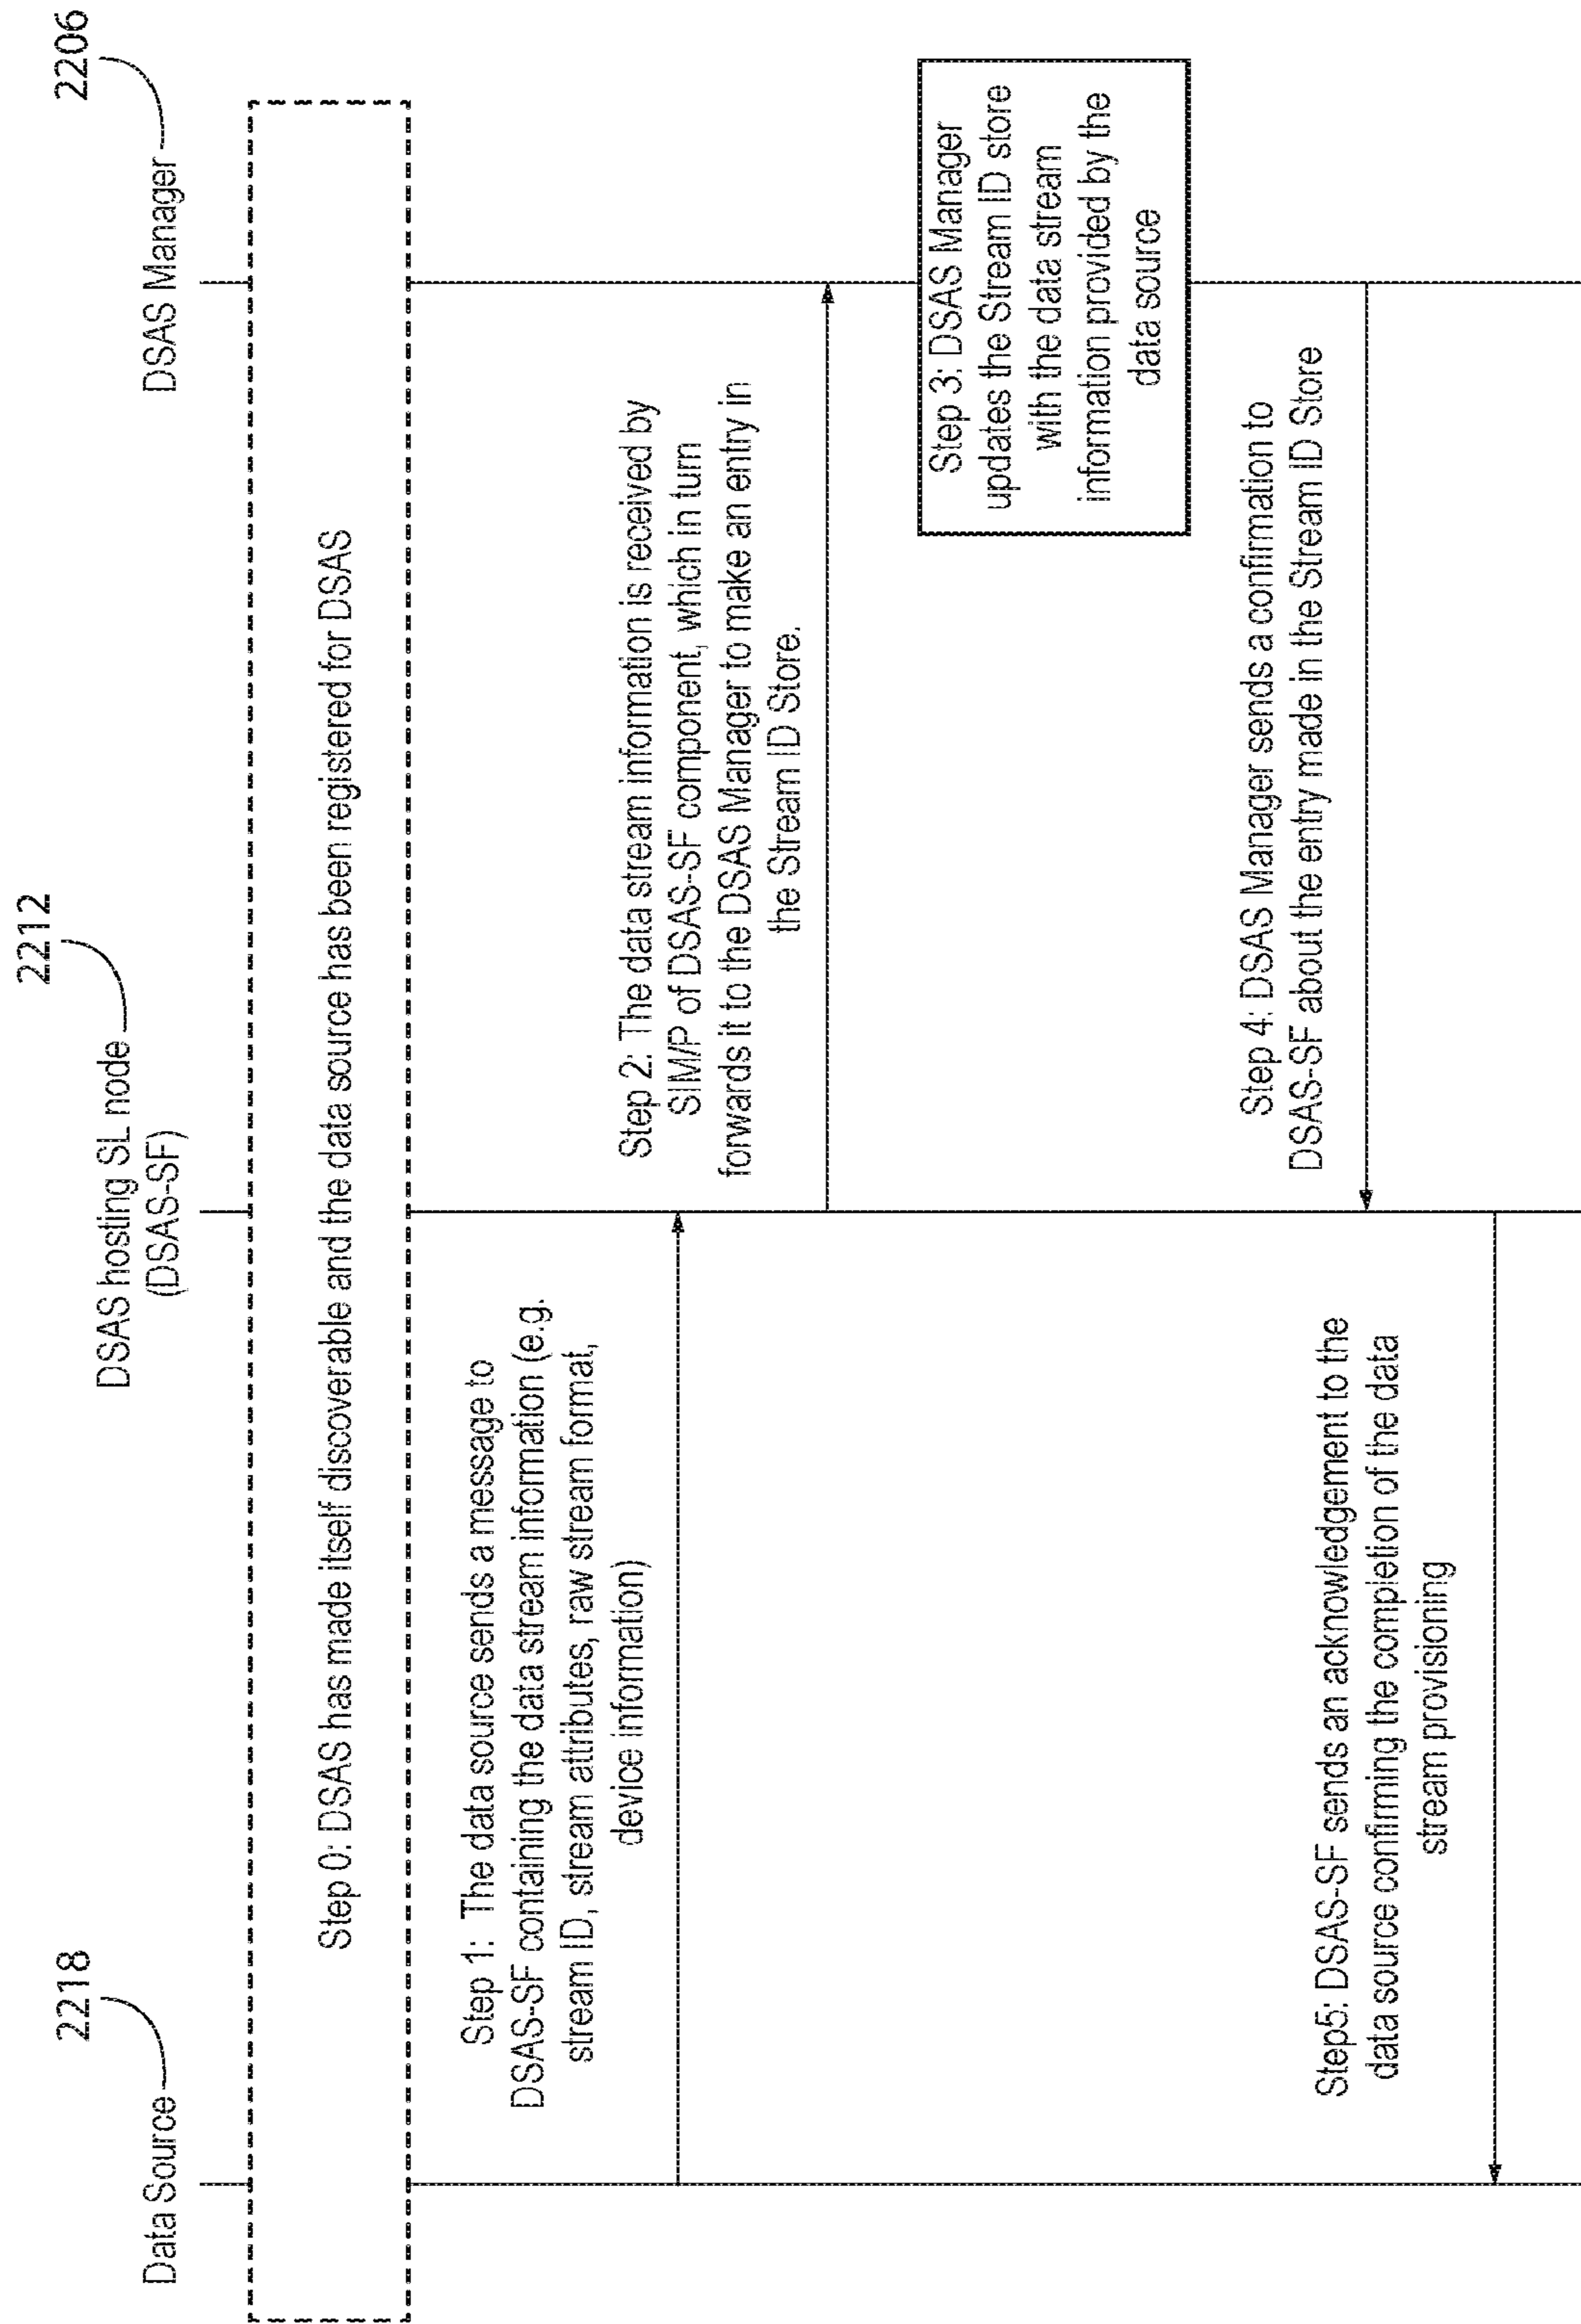 2218
Data Source
2212
DSAS hosting SL node
(DSAS-SF)
2206
DSAS Manager
Step 0: DSAS has made itself discoverable and the data source has been registered for DSAS
Step 1: The data source sends a message to
DSAS-SF containing the data stream information (e.g.
stream ID, stream attributes, raw stream format,
device information)
Step 2: The data stream information is received by
SIM/P of DSAS-SF component, which in turn
forwards it to the DSAS Manager to make an entry in
the Stream ID Store.
Step 3: DSAS Manager
updates the Stream ID store
with the data stream
information provided by the
data source
Step 4: DSAS Manager sends a confirmation to
DSAS-SF about the entry made in the Stream ID Store
Step5: DSAS-SF sends an acknowledgement to the
data source confirming the completion of the data
stream provisioning